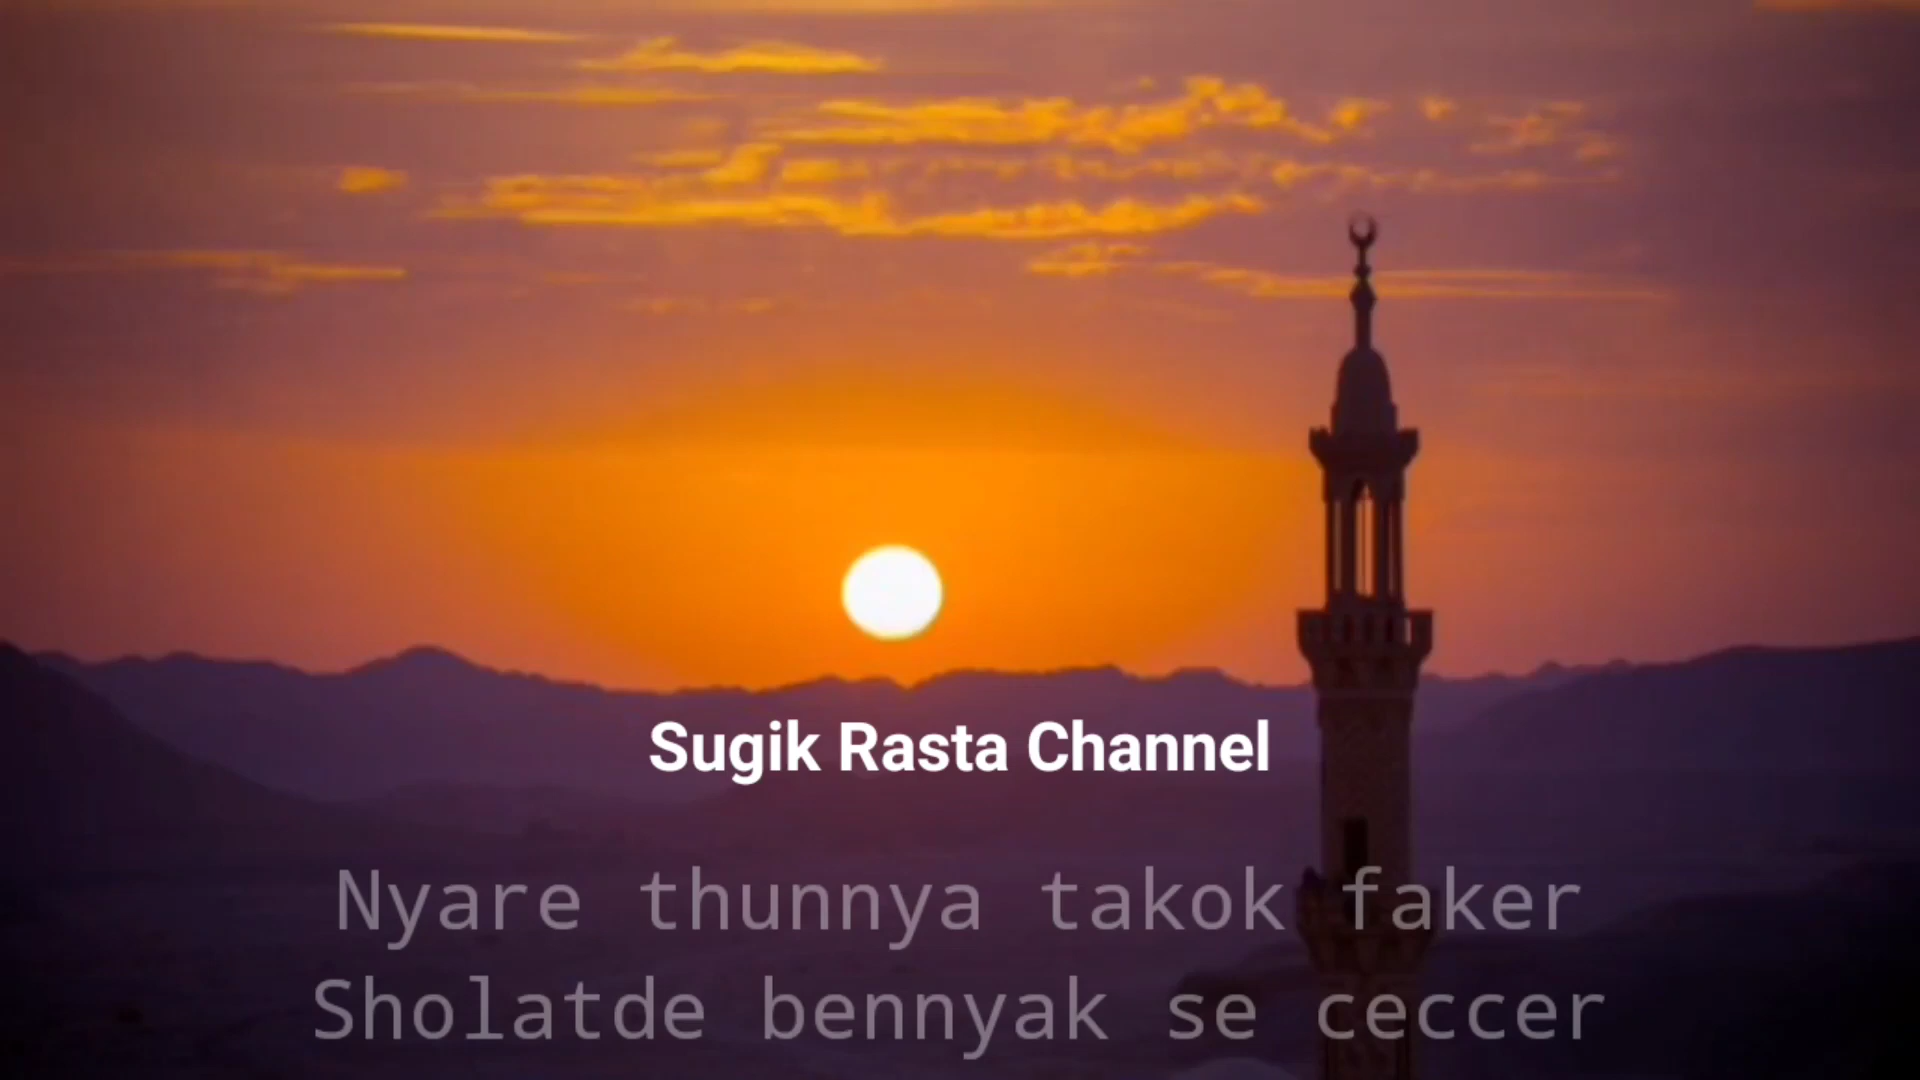 Sugik Rasta Channel
Nyare thunnya takok faker
Sholatde bennyak se ceccer